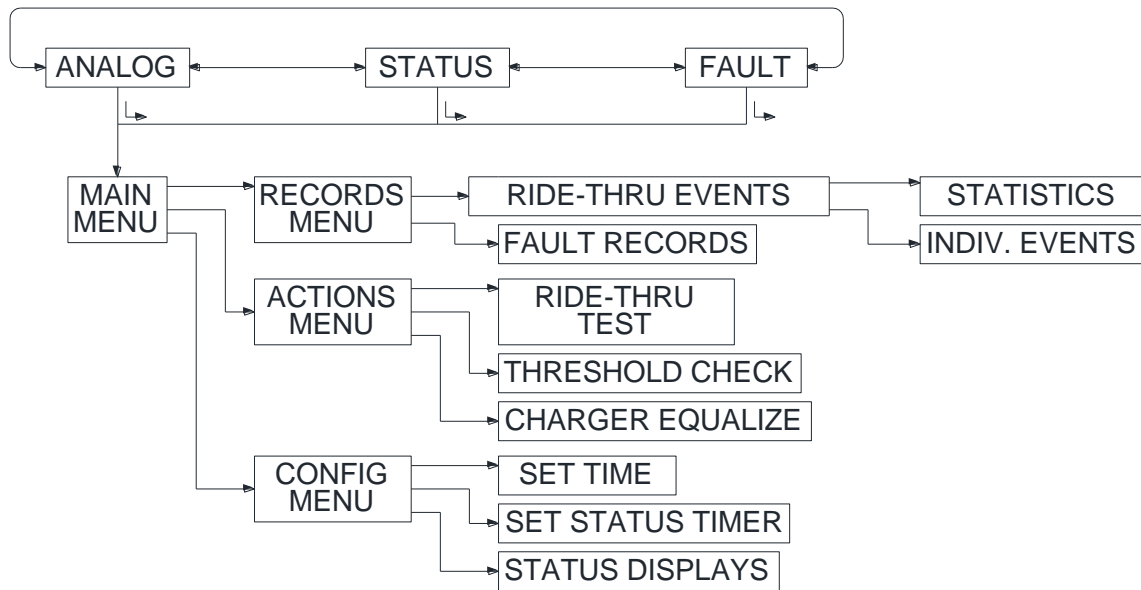 ANALOG
STATUS
FAULT
MAIN
MENU
RECORDS
MENU
RIDE-THRU EVENTS
STATISTICS
FAULT RECORDS
INDIV. EVENTS
ACTIONS
MENU
RIDE-THRU
TEST
THRESHOLD CHECK
CHARGER EQUALIZE
CONFIG
MENU
SET TIME
SET STATUS TIMER
STATUS DISPLAYS